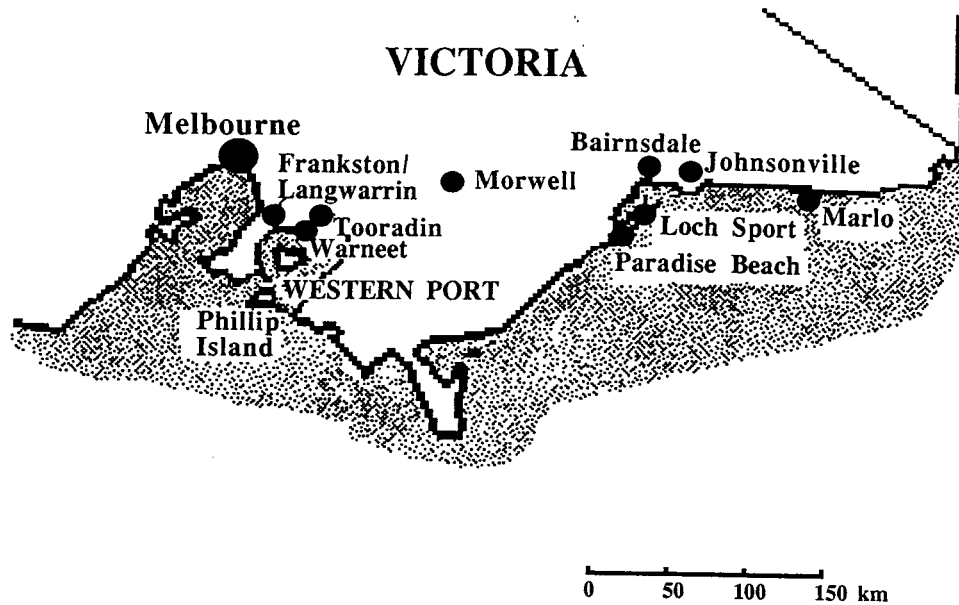 VICTORIA
Melbourne
Frankston/
Langwarrin
Morwell
Bairnsdale
Johnsonville
Tooradin
Warneet
Loch Sport
Marlo
Paradise Beach
WESTERN PORT
Phillip
Island
0 50 100 150 km